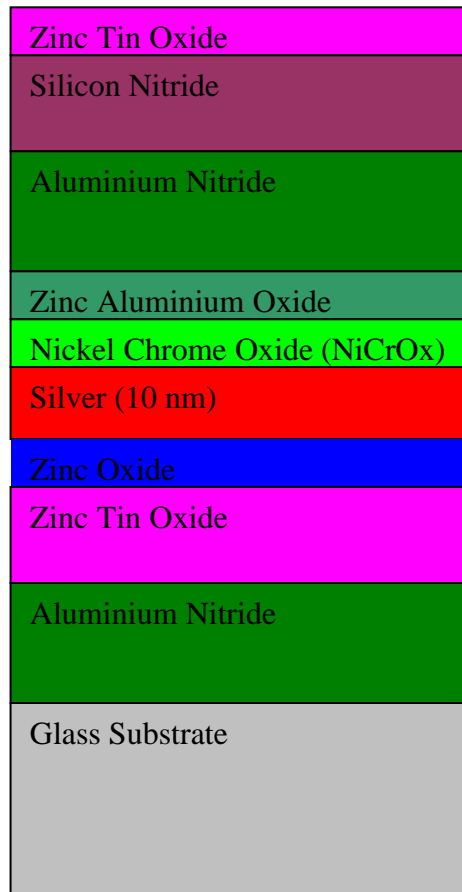 Zinc Tin Oxide
Silicon Nitride
Aluminium Nitride
Zinc Aluminium Oxide
Nickel Chrome Oxide (NiCrOx)
Silver (10 nm)
Zinc Oxide
Zinc Tin Oxide
Aluminium Nitride
Glass Substrate